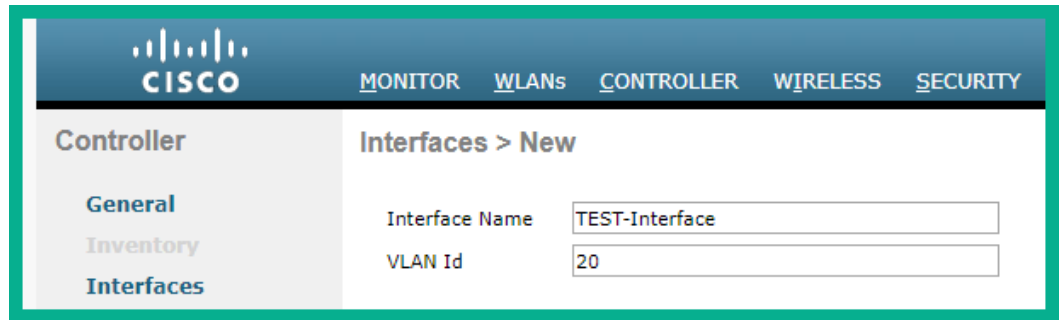 CISCO
MONITOR WLANs CONTROLLER WIRELESS SECURITY
Controller
Interfaces > New
General
Interface Name TEST-Interface
Inventory
VLAN Id 20
Interfaces